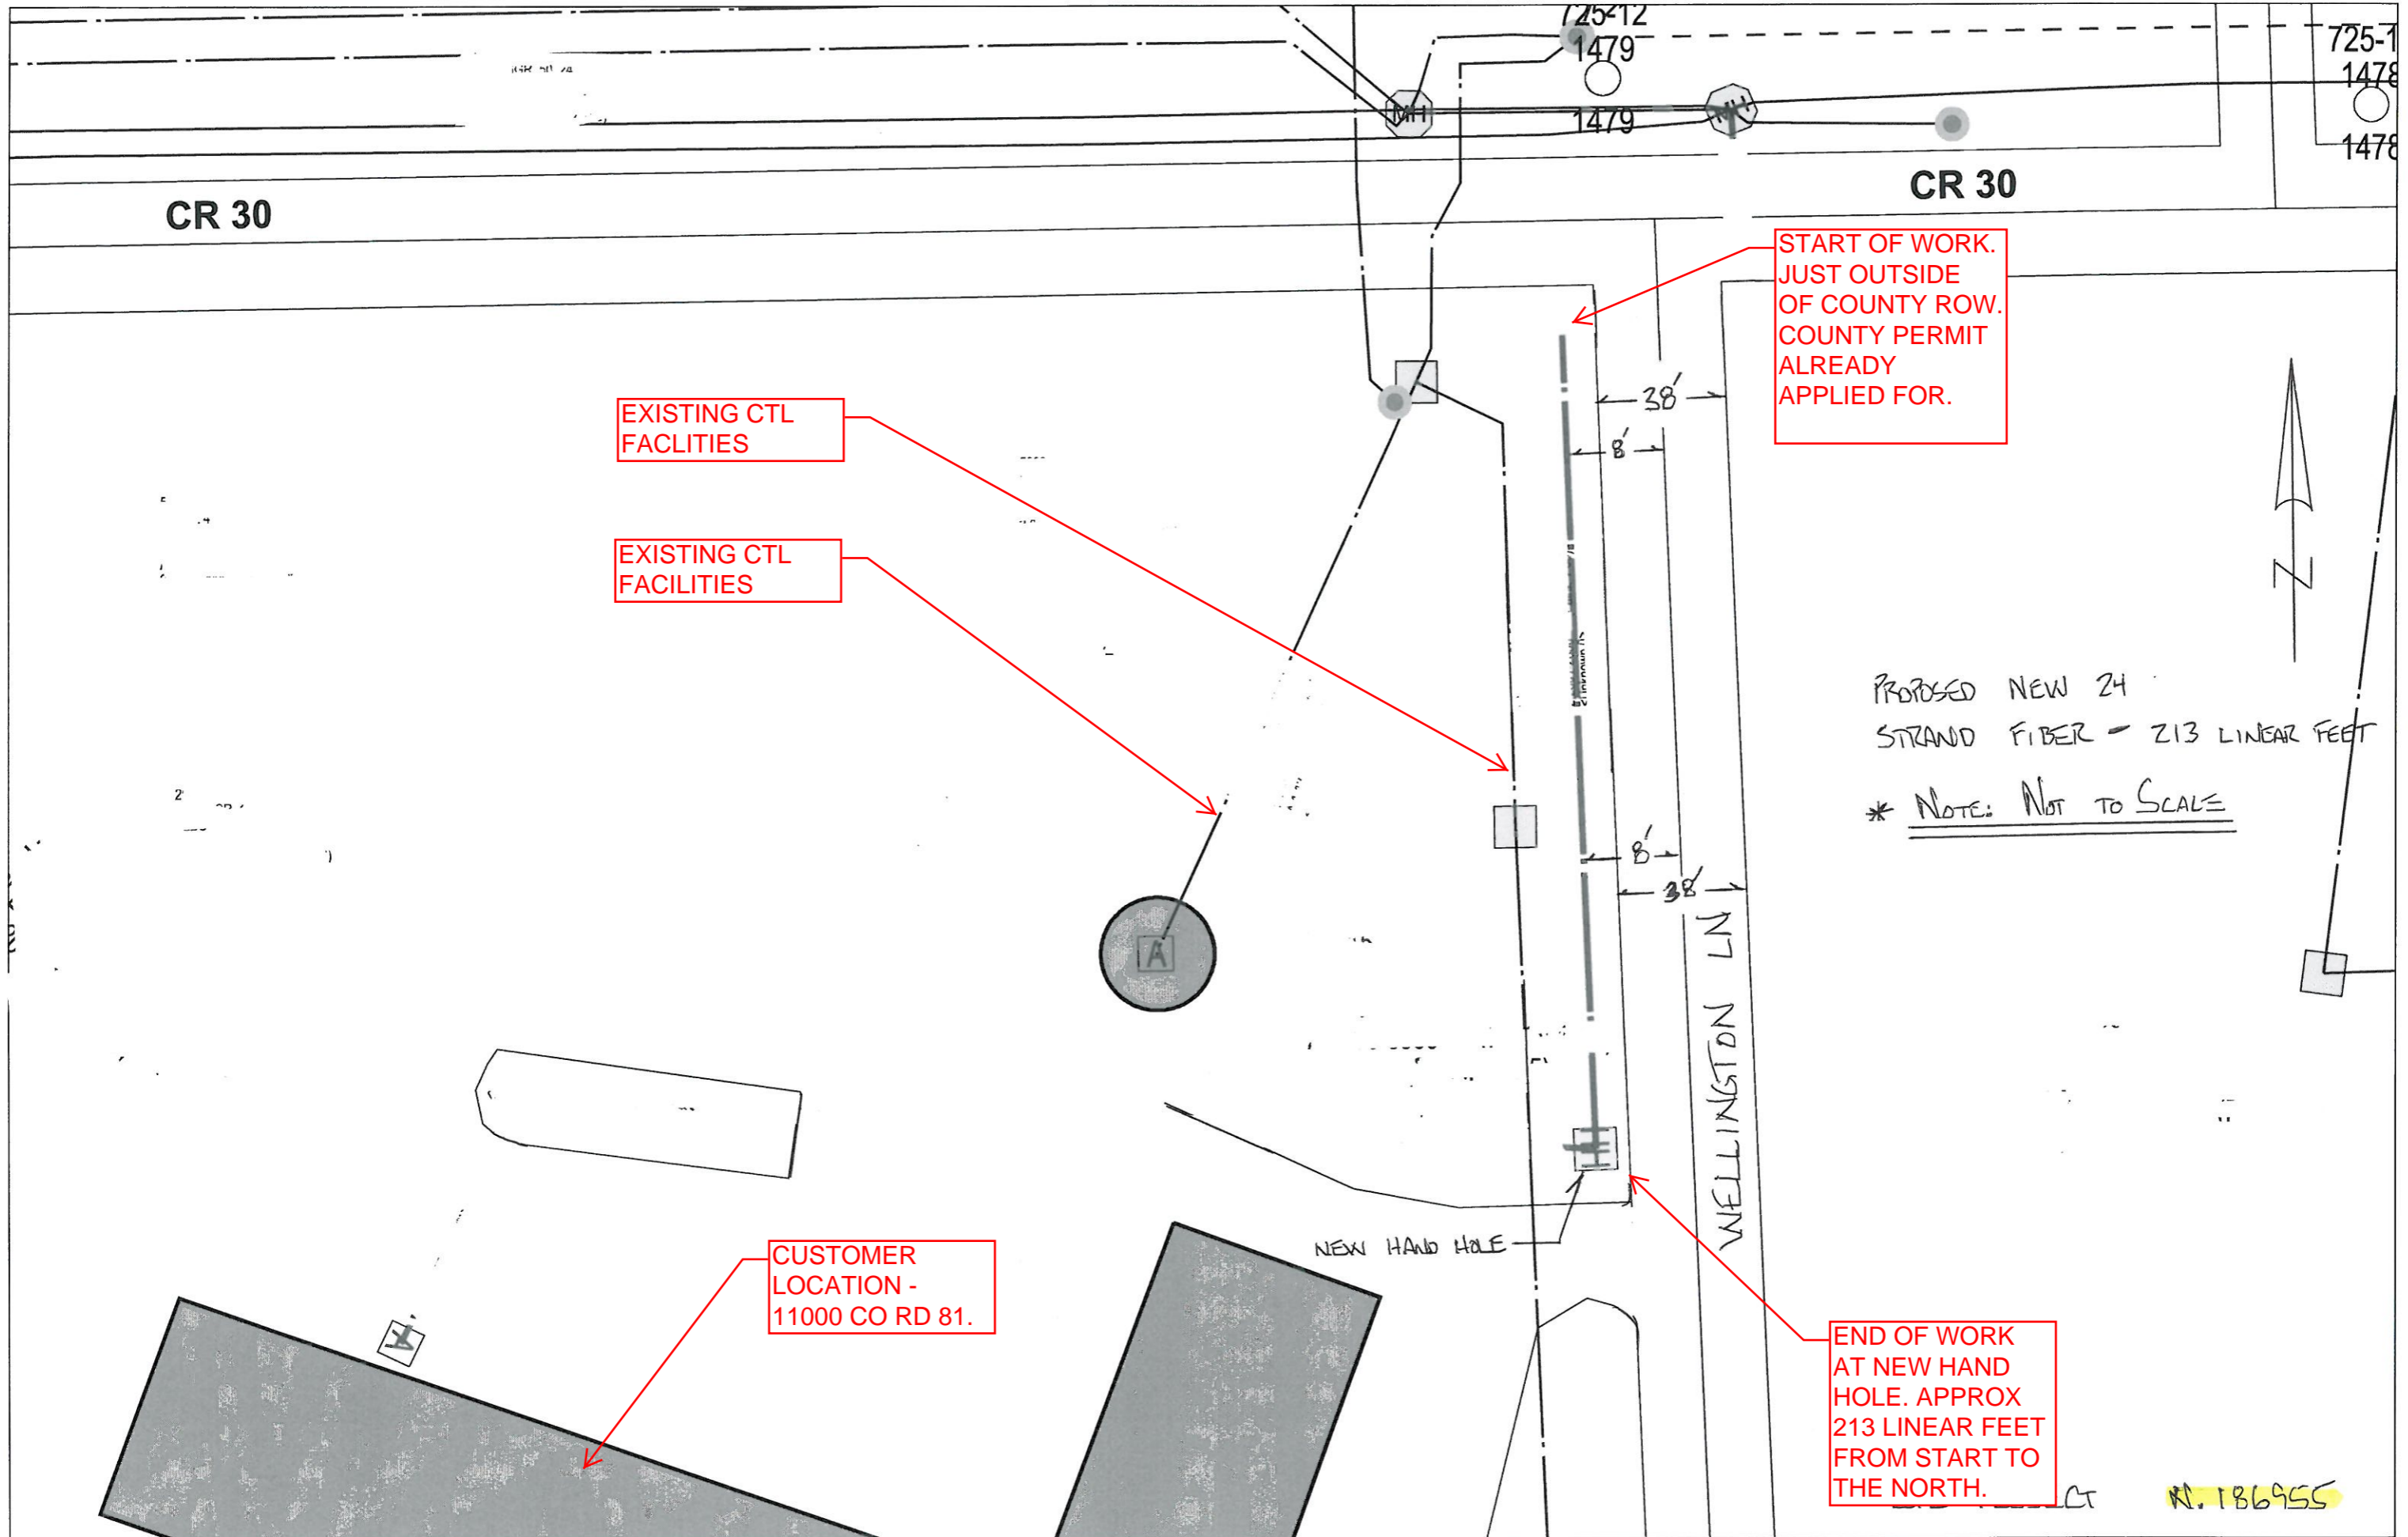 725-12
1479
1479
725-1
1478
1478
CR 30
CR 30
START OF WORK.
JUST OUTSIDE
OF COUNTY ROW.
COUNTY PERMIT
ALREADY
APPLIED FOR.
MH
MH
EXISTING CTL
FACLITIES
38'
8'
EXISTING CTL
FACILITIES
N
PROPOSED NEW 24
STRAND FIBER - 213 LINEAR FEET
* NOTE: NOT TO SCALE
8'
38'
A
WELLINGTON LN
H
NEW HAND HOLE
CUSTOMER
LOCATION -
11000 CO RD 81.
A
END OF WORK
AT NEW HAND
HOLE. APPROX
213 LINEAR FEET
FROM START TO
THE NORTH.
N. 186955